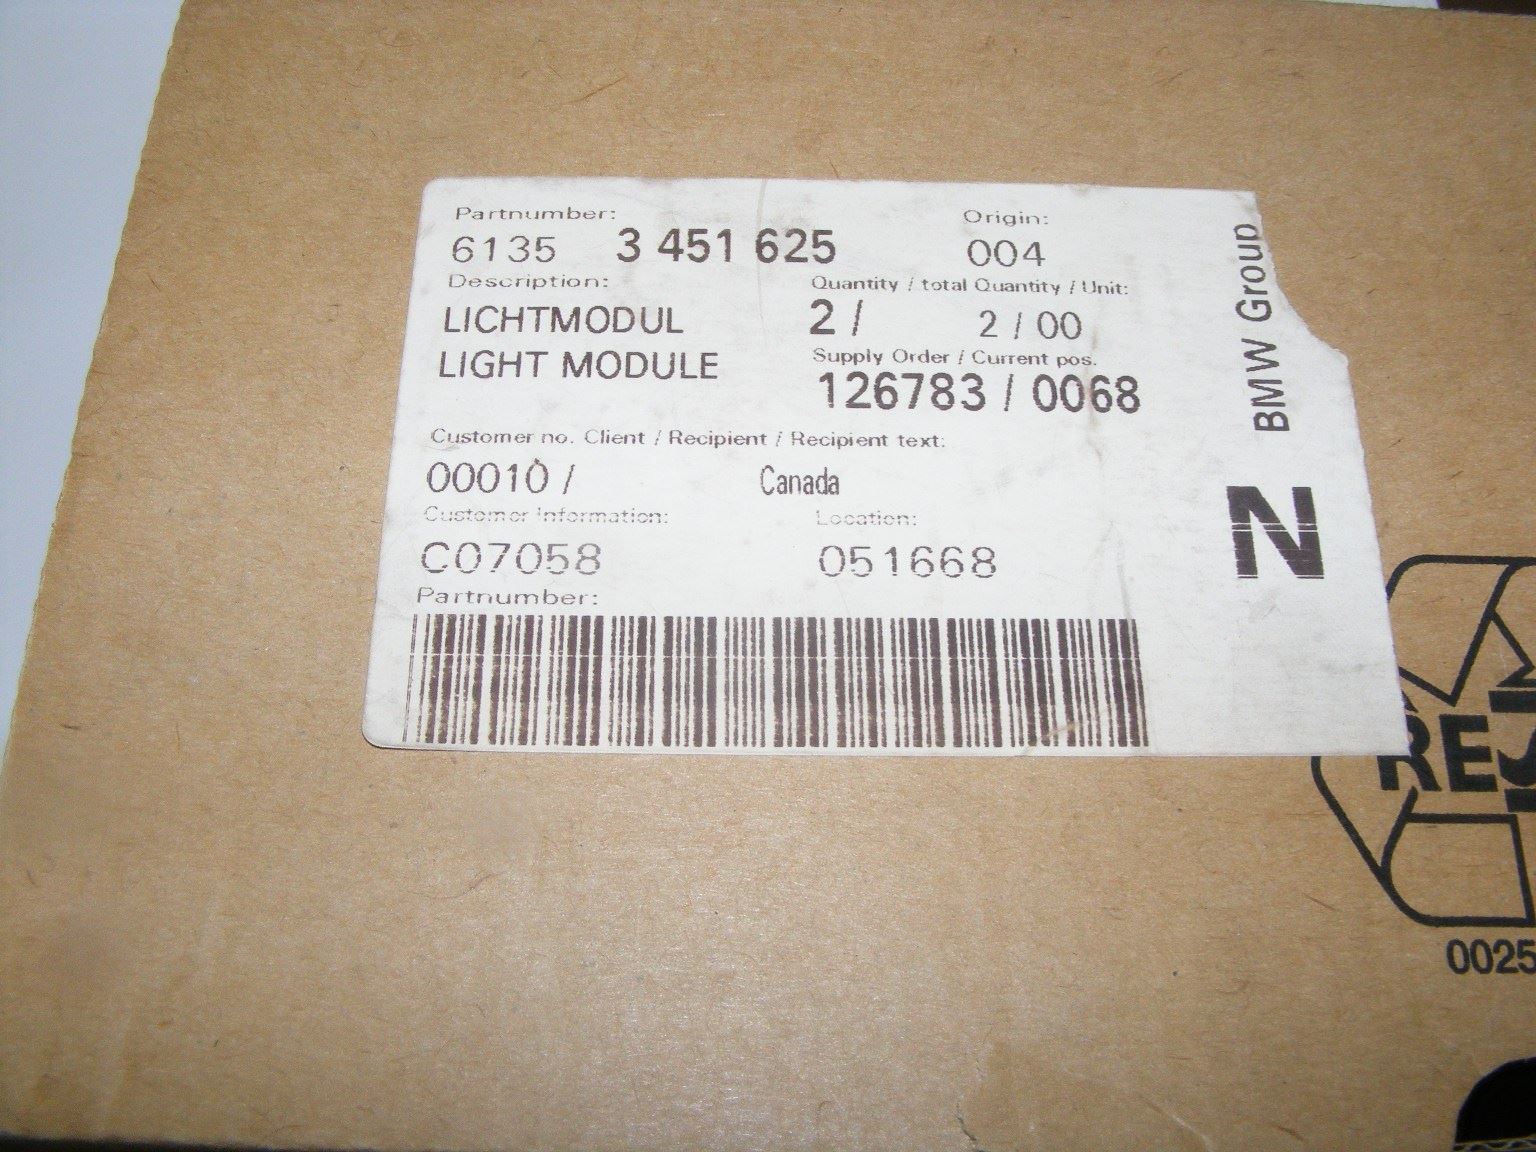 Partnumber: Origin:
6135 3 451 625 004
Description: Quantity / total Quantity / Unit:
LICHTMODUL 2 / 2 / 00
LIGHT MODULE Supply Order / Current pos.
126783 / 0068
Customer no. Client / Recipient / Recipient text:
00010 / Canada
Customer Information: Location:
C07058 051668
Partnumber:
BMW Group
N
RES
0025